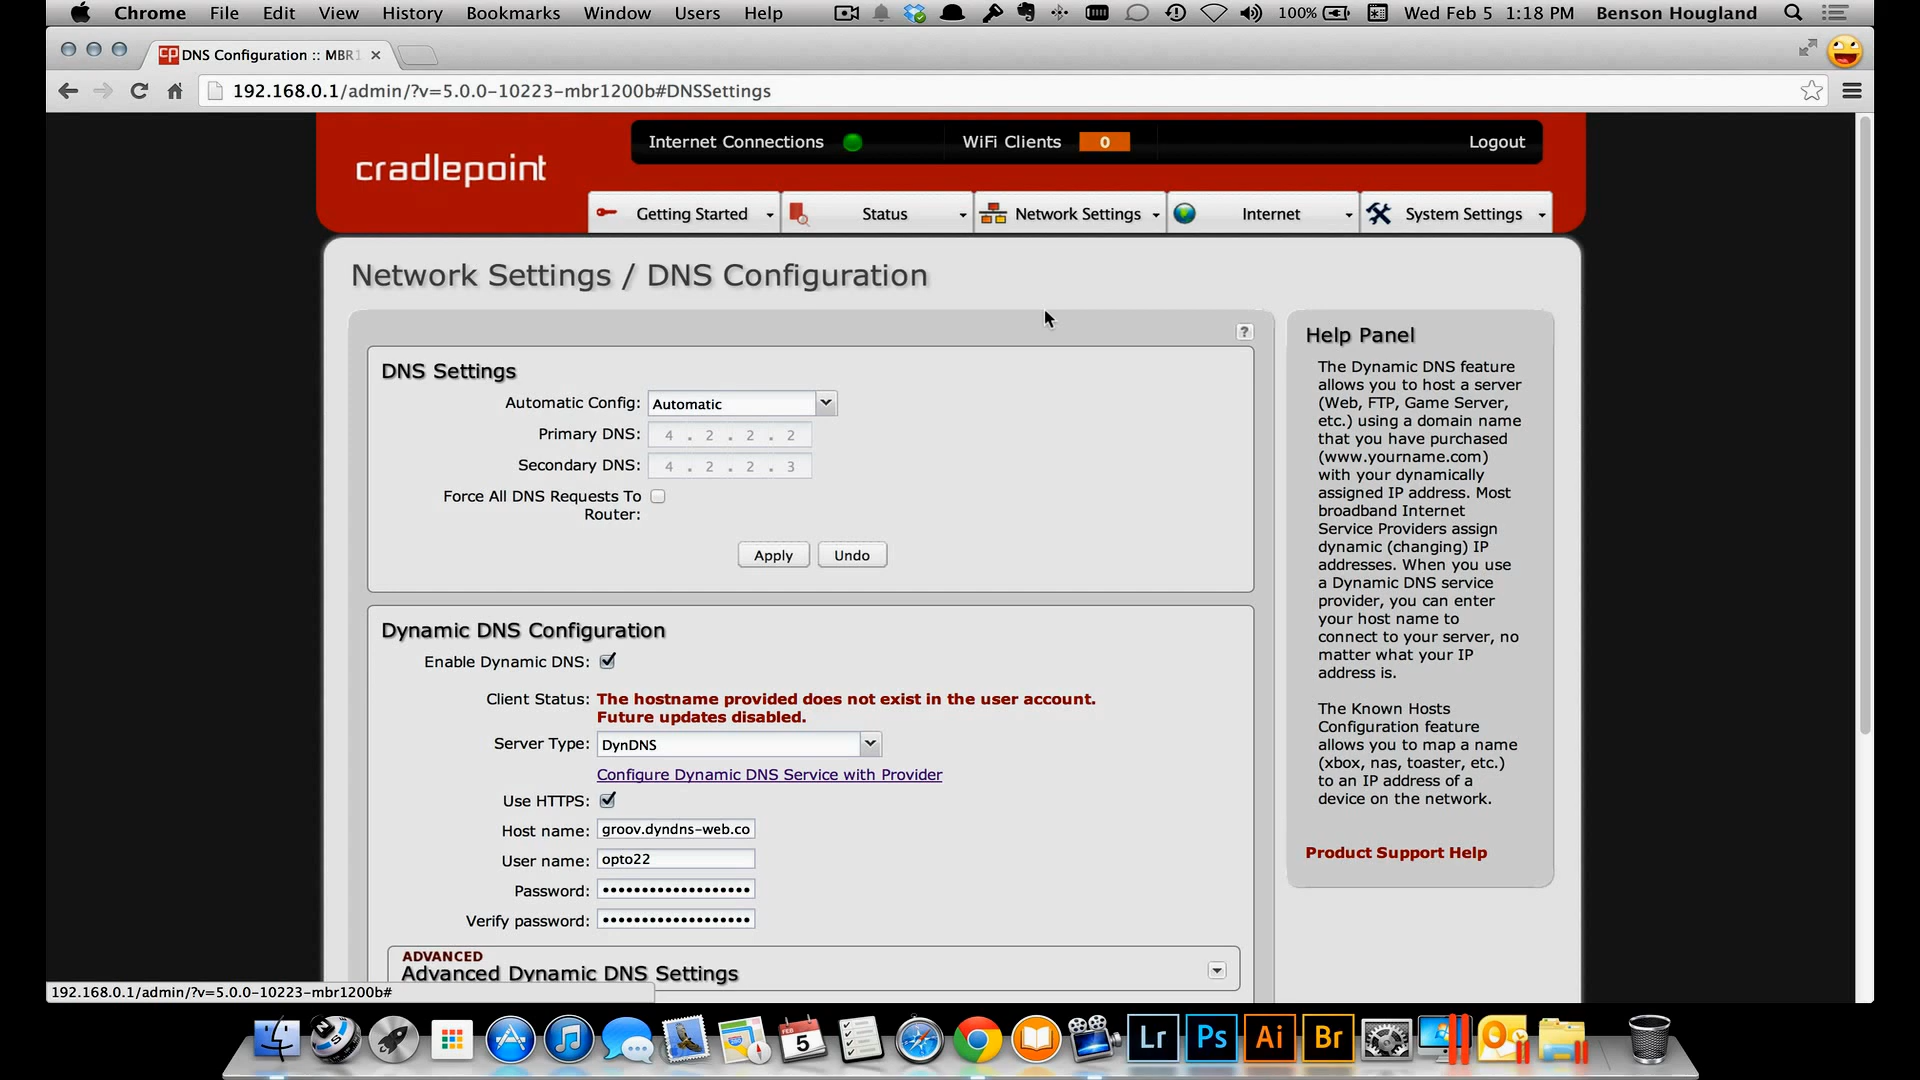 Chrome File Edit View History Bookmarks Window Users Help 100% Wed Feb 5 1:18 PM Benson Hougland
cp DNS Configuration :: MBR1
192.168.0.1/admin/?v=5.0.0-10223-mbr1200b#DNSSettings
Internet Connections WiFi Clients 0 Logout
cradlepoint
Getting Started Status Network Settings Internet System Settings
Network Settings / DNS Configuration
?
DNS Settings
Automatic Config: Automatic
Primary DNS: 4 . 2 . 2 . 2
Secondary DNS: 4 . 2 . 2 . 3
Force All DNS Requests To
Router:
Apply Undo
Dynamic DNS Configuration
Enable Dynamic DNS:
Client Status: The hostname provided does not exist in the user account.
Future updates disabled.
Server Type: DynDNS
Configure Dynamic DNS Service with Provider
Use HTTPS:
Host name: groov.dyndns-web.co
User name: opto22
Password: •••••••••••••••••••
Verify password: •••••••••••••••••••
ADVANCED
Advanced Dynamic DNS Settings
Help Panel
The Dynamic DNS feature
allows you to host a server
(Web, FTP, Game Server,
etc.) using a domain name
that you have purchased
(www.yourname.com)
with your dynamically
assigned IP address. Most
broadband Internet
Service Providers assign
dynamic (changing) IP
addresses. When you use
a Dynamic DNS service
provider, you can enter
your host name to
connect to your server, no
matter what your IP
address is.
The Known Hosts
Configuration feature
allows you to map a name
(xbox, nas, toaster, etc.)
to an IP address of a
device on the network.
Product Support Help
192.168.0.1/admin/?v=5.0.0-10223-mbr1200b#
FEB
5 Lr Ps Ai Br